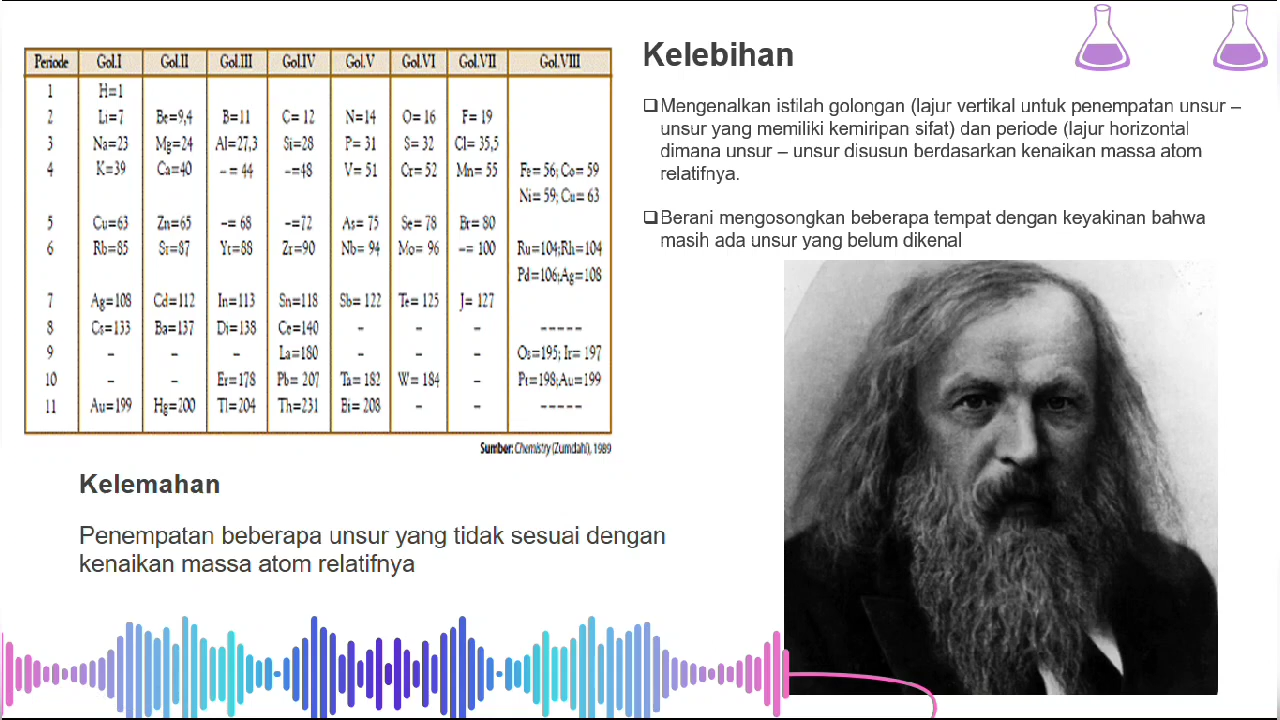 Periode Gol.I Gol.II Gol.III Gol.IV Gol.V Gol.VI Gol.VII Gol.VIII
1 H=1
2 Li=7 Be=9,4 B=11 C= 12 N=14 O= 16 F= 19
3 Na=23 Mg=24 Al=27,3 Si=28 P= 31 S= 32 Cl= 35,5
4 K=39 Ca=40 –= 44 –=48 V= 51 Cr=52 Mn= 55 Fe= 56; Co= 59
Ni= 59; Cu= 63
5 Cu=63 Zn=65 –= 68 –=72 As= 75 Se= 78 Br= 80
6 Rb=85 Sr=87 Yt=88 Zr=90 Nb= 94 Mo= 96 –= 100 Ru=104;Rh=104
Pd=106;Ag=108
7 Ag=108 Cd=112 In=113 Sn=118 Sb= 122 Te= 125 J= 127
8 Cs=133 Ba=137 Di=138 Ce=140 – – – -----
9 – – – La=180 – – – Os=195; Ir= 197
10 – – Er=178 Pb= 207 Ta= 182 W= 184 – Pt=198;Au=199
11 Au=199 Hg=200 Tl=204 Th=231 Bi= 208 – – -----
Sumber: Chemistry (Zumdahl), 1989
Kelebihan
❑Mengenalkan istilah golongan (lajur vertikal untuk penempatan unsur –
unsur yang memiliki kemiripan sifat) dan periode (lajur horizontal
dimana unsur – unsur disusun berdasarkan kenaikan massa atom
relatifnya.
❑Berani mengosongkan beberapa tempat dengan keyakinan bahwa
masih ada unsur yang belum dikenal
Kelemahan
Penempatan beberapa unsur yang tidak sesuai dengan
kenaikan massa atom relatifnya